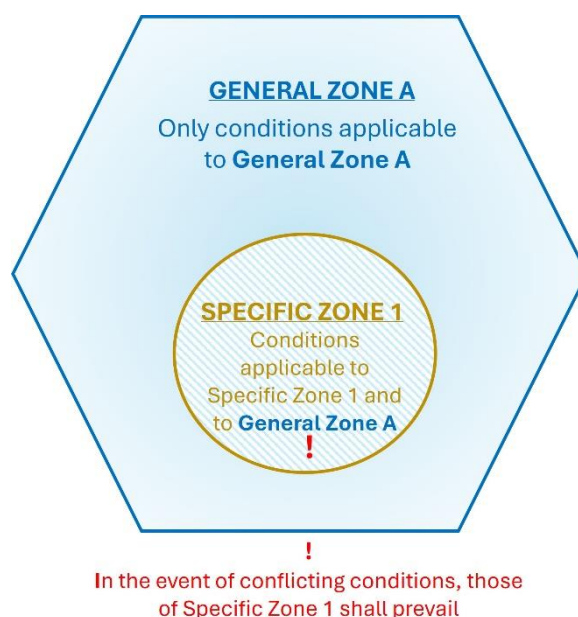 GENERAL ZONE A
Only conditions applicable
to General Zone A
SPECIFIC ZONE 1
Conditions
applicable to
Specific Zone 1 and
to General Zone A
!
!
In the event of conflicting conditions, those
of Specific Zone 1 shall prevail